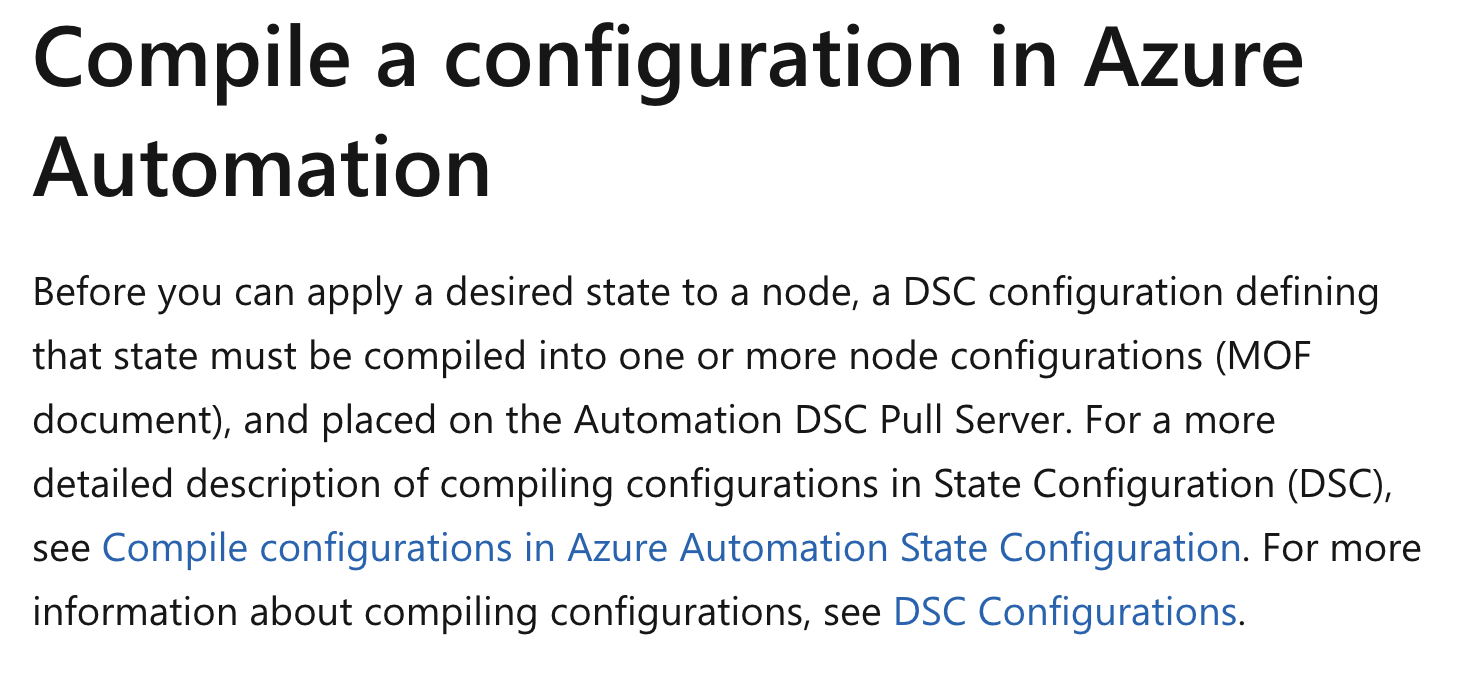 Compile a configuration in Azure
Automation
Before you can apply a desired state to a node, a DSC configuration defining
that state must be compiled into one or more node configurations (MOF
document), and placed on the Automation DSC Pull Server. For a more
detailed description of compiling configurations in State Configuration (DSC),
see Compile configurations in Azure Automation State Configuration. For more
information about compiling configurations, see DSC Configurations.